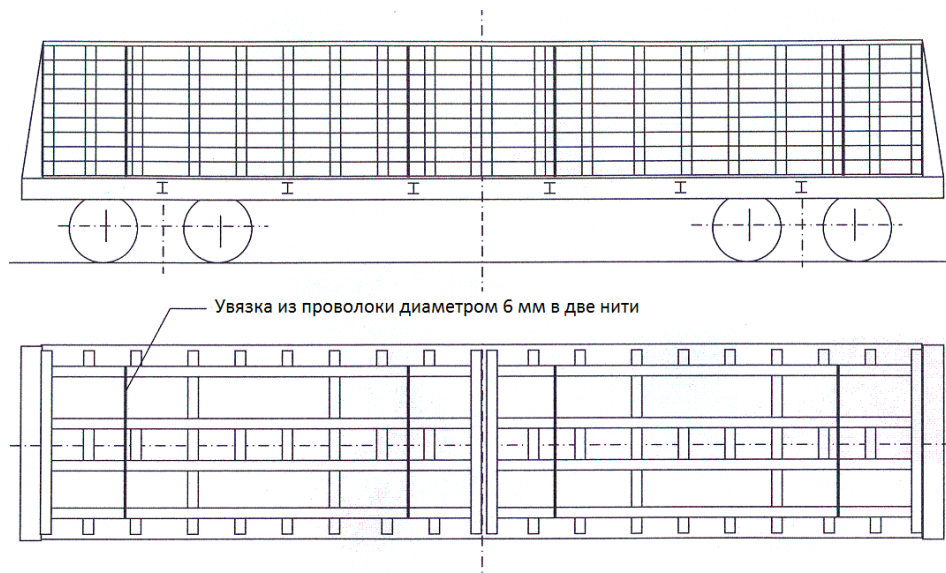 Увязка из проволоки диаметром 6 мм в две нити